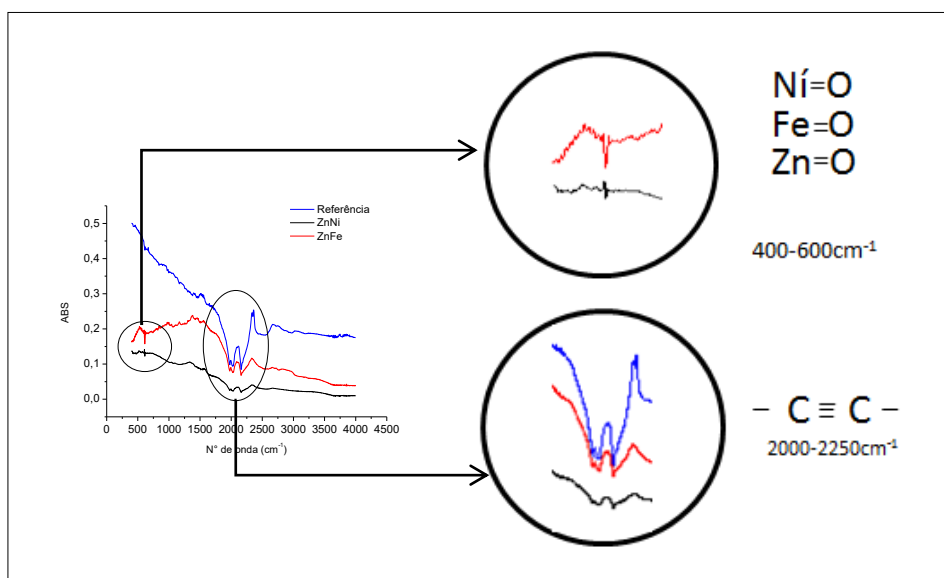 Ní=O
Fe=O
Zn=O
400-600cm⁻¹
Referência
ZnNi
ZnFe
0,5
0,4
0,3
0,2
0,1
0,0
ABS
0 500 1000 1500 2000 2500 3000 3500 4000 4500
N° de onda (cm⁻¹)
– C ≡ C –
2000-2250cm⁻¹